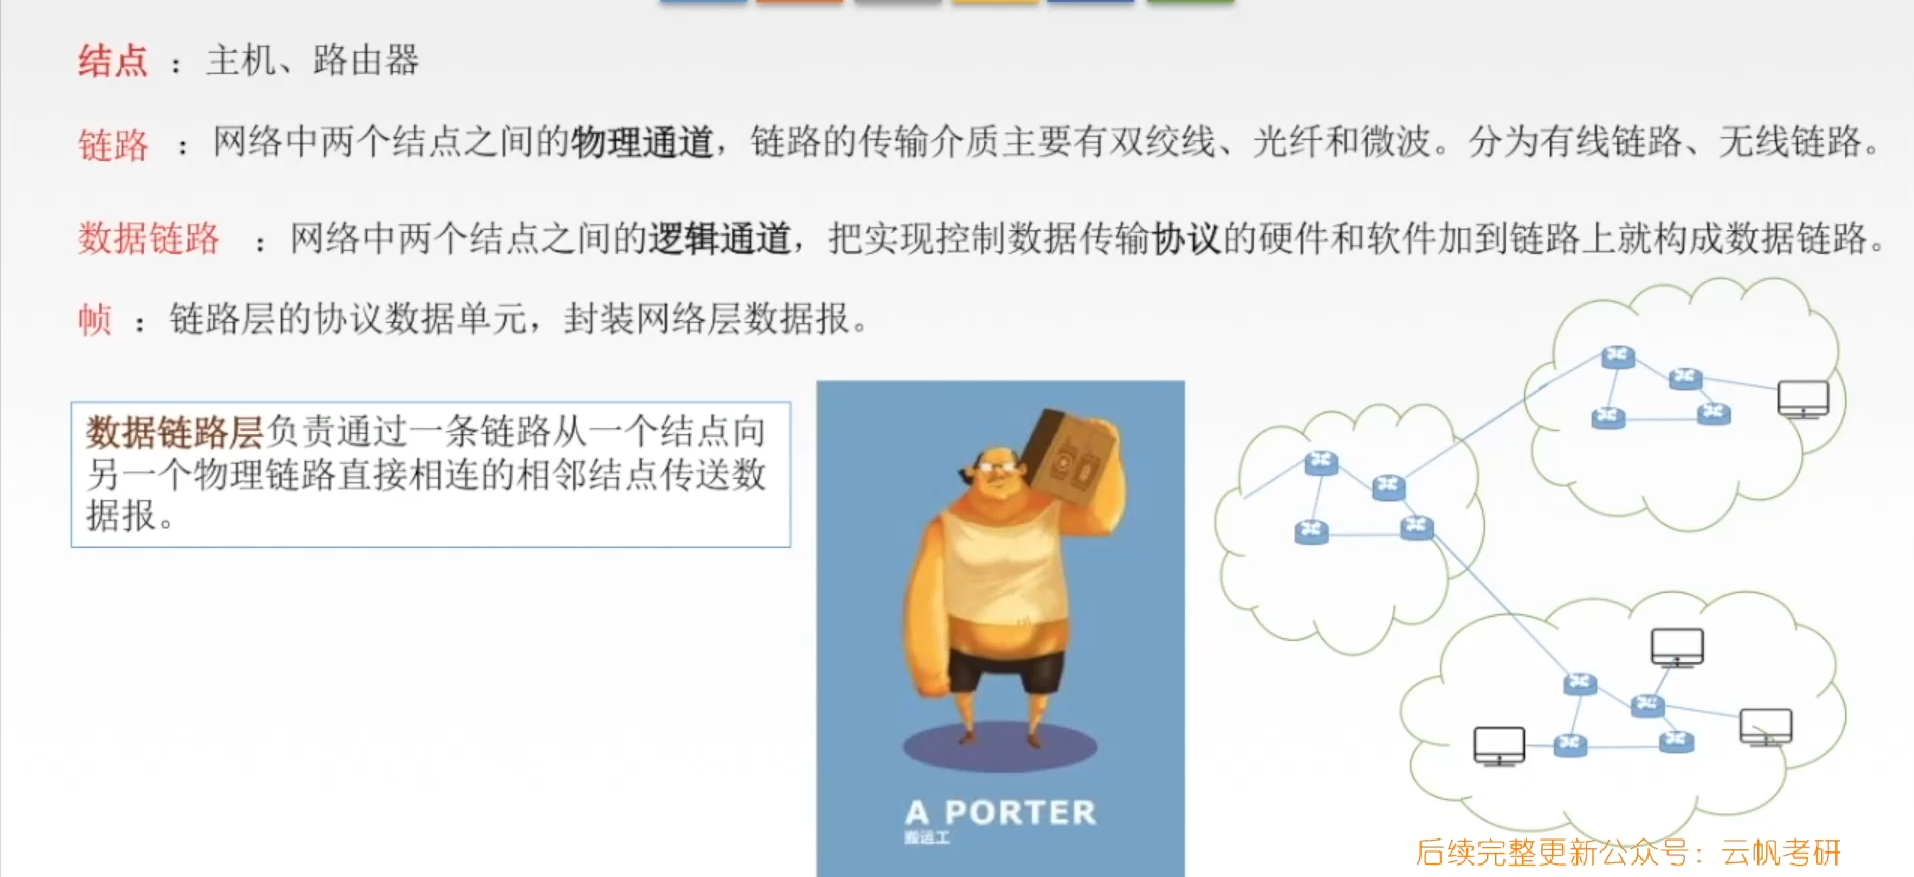 结点 ：主机、路由器
链路 ：网络中两个结点之间的物理通道，链路的传输介质主要有双绞线、光纤和微波。分为有线链路、无线链路。
数据链路 ：网络中两个结点之间的逻辑通道，把实现控制数据传输协议的硬件和软件加到链路上就构成数据链路。
帧 ：链路层的协议数据单元，封装网络层数据报。
数据链路层负责通过一条链路从一个结点向
另一个物理链路直接相连的相邻结点传送数
据报。
A PORTER
搬运工
后续完整更新公众号：云帆考研